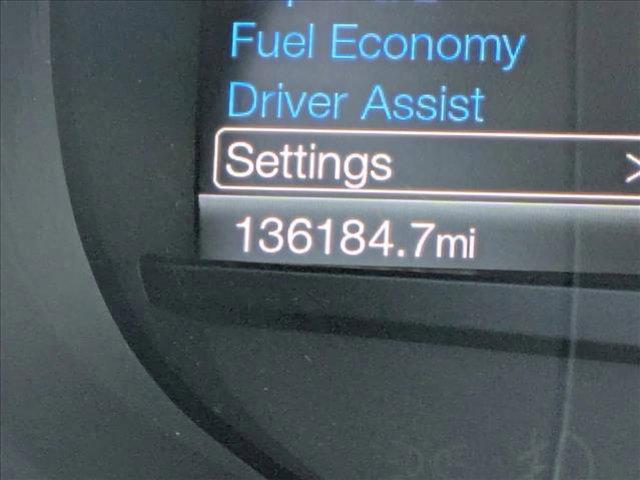 Fuel Economy
Driver Assist
Settings
136184.7mi